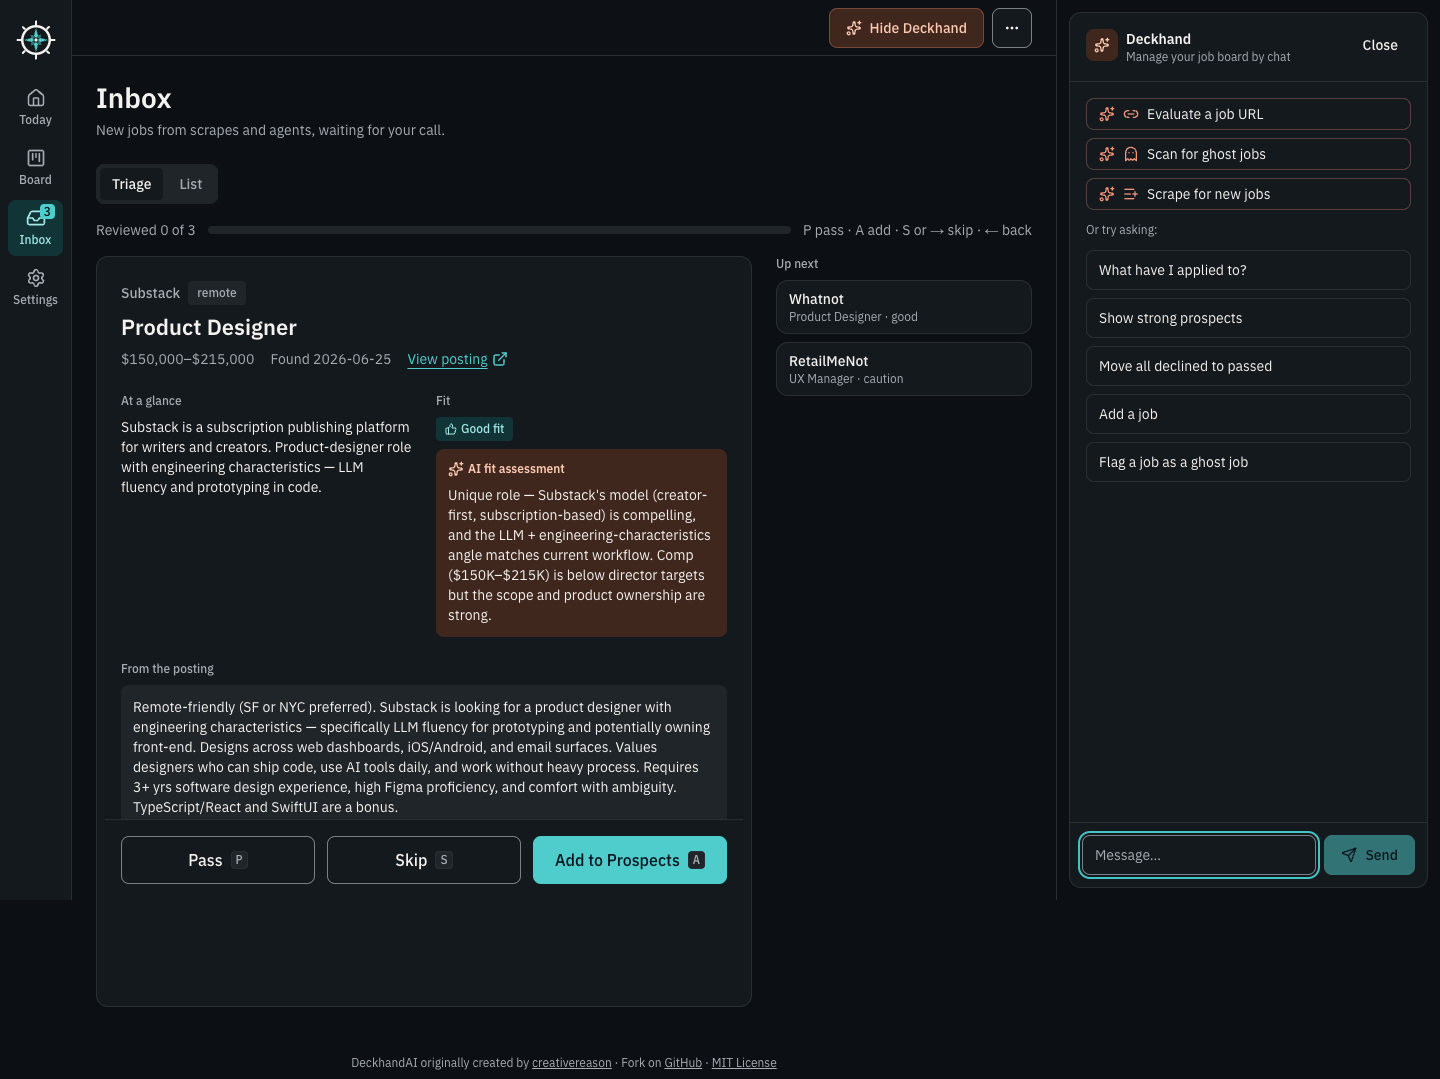 Today
Board
3
Inbox
Settings
Hide Deckhand
Inbox
New jobs from scrapes and agents, waiting for your call.
Triage
List
Reviewed 0 of 3
P pass · A add · S or → skip · ← back
Substack
remote
Product Designer
$150,000–$215,000
Found 2026-06-25
View posting
At a glance
Substack is a subscription publishing platform
for writers and creators. Product-designer role
with engineering characteristics — LLM
fluency and prototyping in code.
Fit
Good fit
AI fit assessment
Unique role — Substack's model (creator-
first, subscription-based) is compelling,
and the LLM + engineering-characteristics
angle matches current workflow. Comp
($150K–$215K) is below director targets
but the scope and product ownership are
strong.
From the posting
Remote-friendly (SF or NYC preferred). Substack is looking for a product designer with
engineering characteristics — specifically LLM fluency for prototyping and potentially owning
front-end. Designs across web dashboards, iOS/Android, and email surfaces. Values
designers who can ship code, use AI tools daily, and work without heavy process. Requires
3+ yrs software design experience, high Figma proficiency, and comfort with ambiguity.
TypeScript/React and SwiftUI are a bonus.
Pass P
Skip S
Add to Prospects A
Up next
Whatnot
Product Designer · good
RetailMeNot
UX Manager · caution
Deckhand
Manage your job board by chat
Close
Evaluate a job URL
Scan for ghost jobs
Scrape for new jobs
Or try asking:
What have I applied to?
Show strong prospects
Move all declined to passed
Add a job
Flag a job as a ghost job
Message...
Send
DeckhandAI originally created by creativereason · Fork on GitHub · MIT License